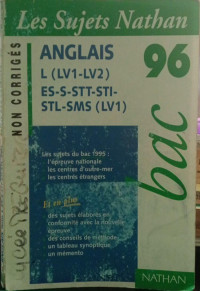 Les Sujets Nathan
NON CORRIGÉS
ANGLAIS
96
L (LV1-LV2)
ES-S-STT-STI-
STL-SMS (LV1)
bac
Les sujets du bac 1995 :
l'épreuve nationale
les centres d'outre-mer
les centres étrangers
Et en plus
des sujets élaborés en
conformité avec la nouvelle
épreuve
des conseils de méthode
un tableau synoptique
un mémento
NATHAN